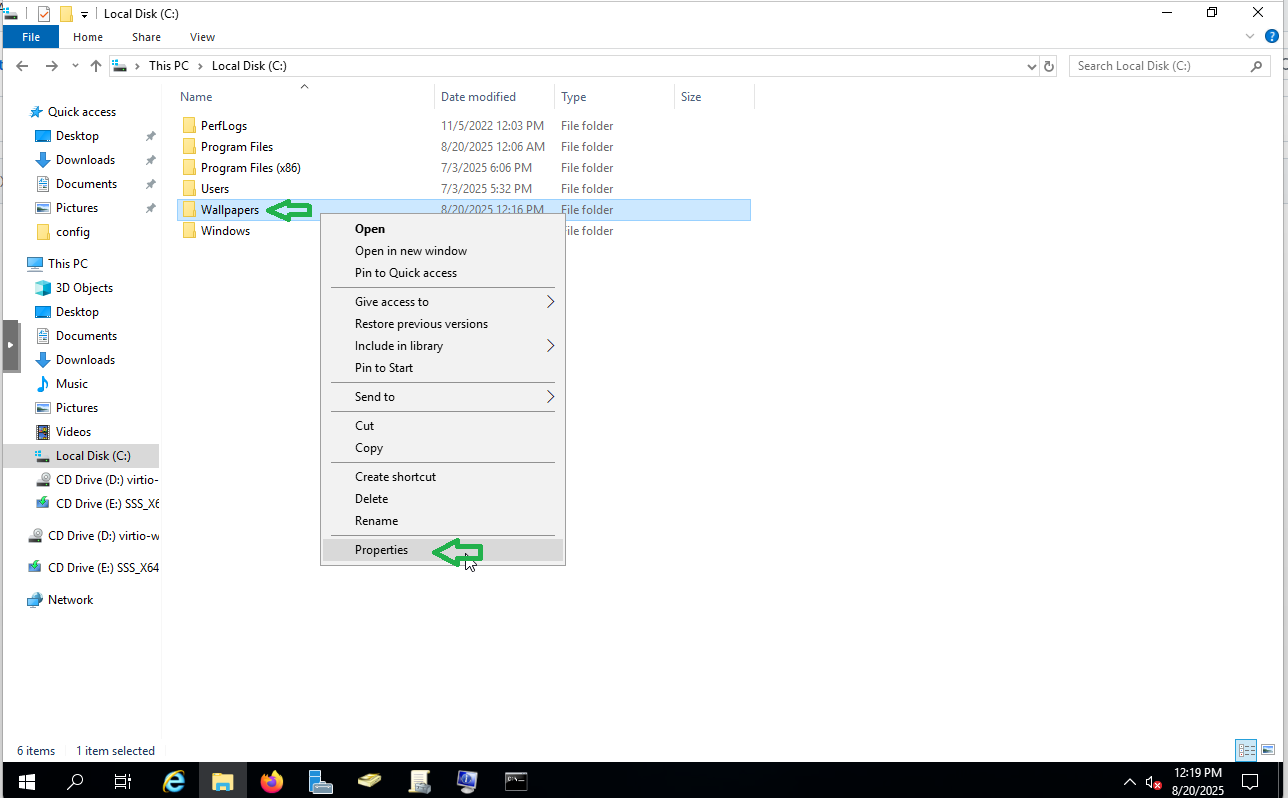 Local Disk (C:)
File Home Share View
This PC Local Disk (C:) Search Local Disk (C:)
Name Date modified Type Size
PerfLogs 11/5/2022 12:03 PM File folder
Program Files 8/20/2025 12:06 AM File folder
Program Files (x86) 7/3/2025 6:06 PM File folder
Users 7/3/2025 5:32 PM File folder
Wallpapers 8/20/2025 12:16 PM File folder
Windows File folder
Quick access
Desktop
Downloads
Documents
Pictures
config
This PC
3D Objects
Desktop
Documents
Downloads
Music
Pictures
Videos
Local Disk (C:)
CD Drive (D:) virtio-
CD Drive (E:) SSS_X6
CD Drive (D:) virtio-w
CD Drive (E:) SSS_X64
Network
Open
Open in new window
Pin to Quick access
Give access to
Restore previous versions
Include in library
Pin to Start
Send to
Cut
Copy
Create shortcut
Delete
Rename
Properties
6 items 1 item selected
12:19 PM
8/20/2025